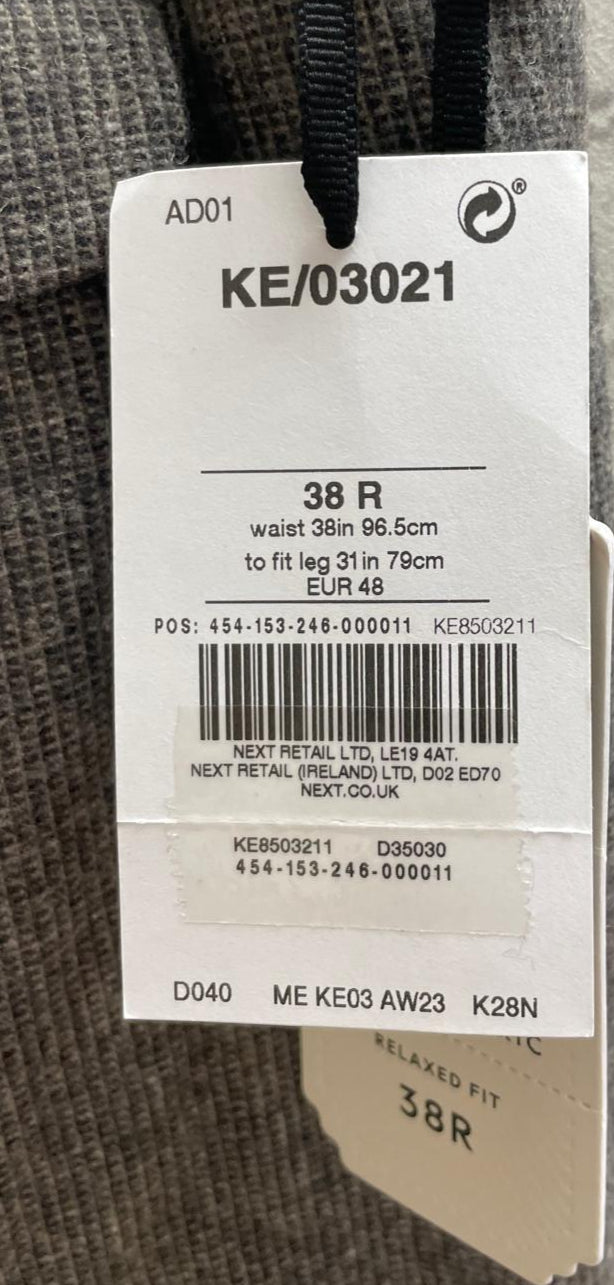 AD01
®
KE/03021
38 R
waist 38in 96.5cm
to fit leg 31in 79cm
EUR 48
POS: 454-153-246-000011 KE8503211
NEXT RETAIL LTD, LE19 4AT.
NEXT RETAIL (IRELAND) LTD, D02 ED70
NEXT.CO.UK
KE8503211 D35030
454-153-246-000011
D040 ME KE03 AW23 K28N
RELAXED FIT
38R